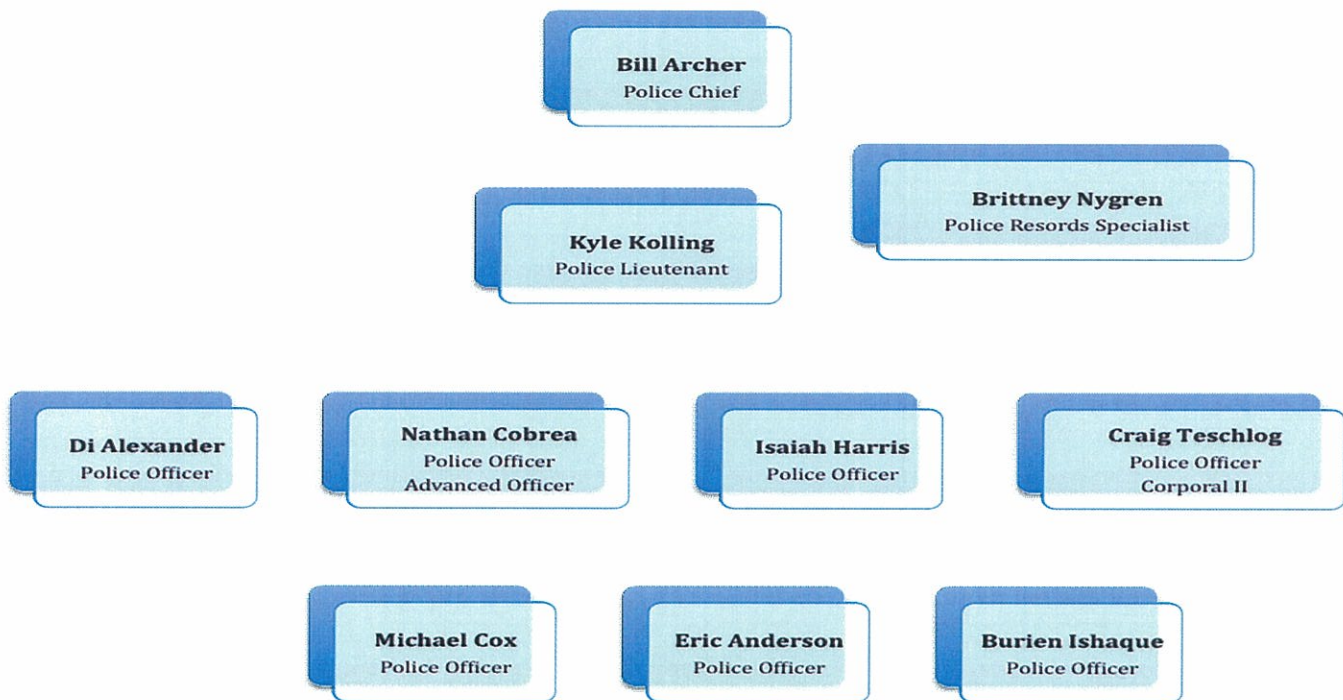 Bill Archer
Police Chief
Brittney Nygren
Police Resords Specialist
Kyle Kolling
Police Lieutenant
Di Alexander
Police Officer
Nathan Cobrea
Police Officer
Advanced Officer
Isaiah Harris
Police Officer
Craig Teschlog
Police Officer
Corporal II
Michael Cox
Police Officer
Eric Anderson
Police Officer
Burien Ishaque
Police Officer